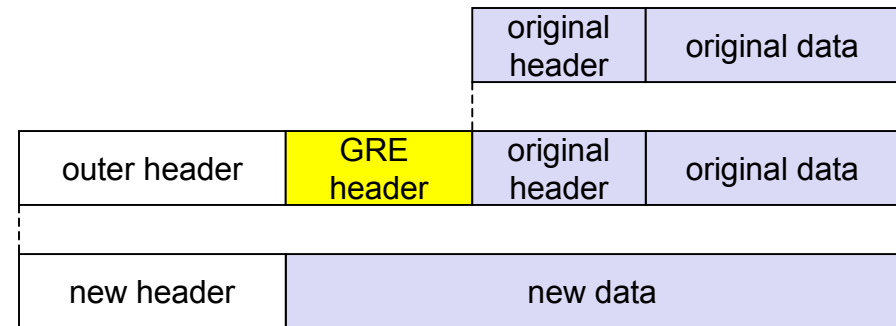 original
header
original data
outer header
GRE
header
original
header
original data
new header
new data